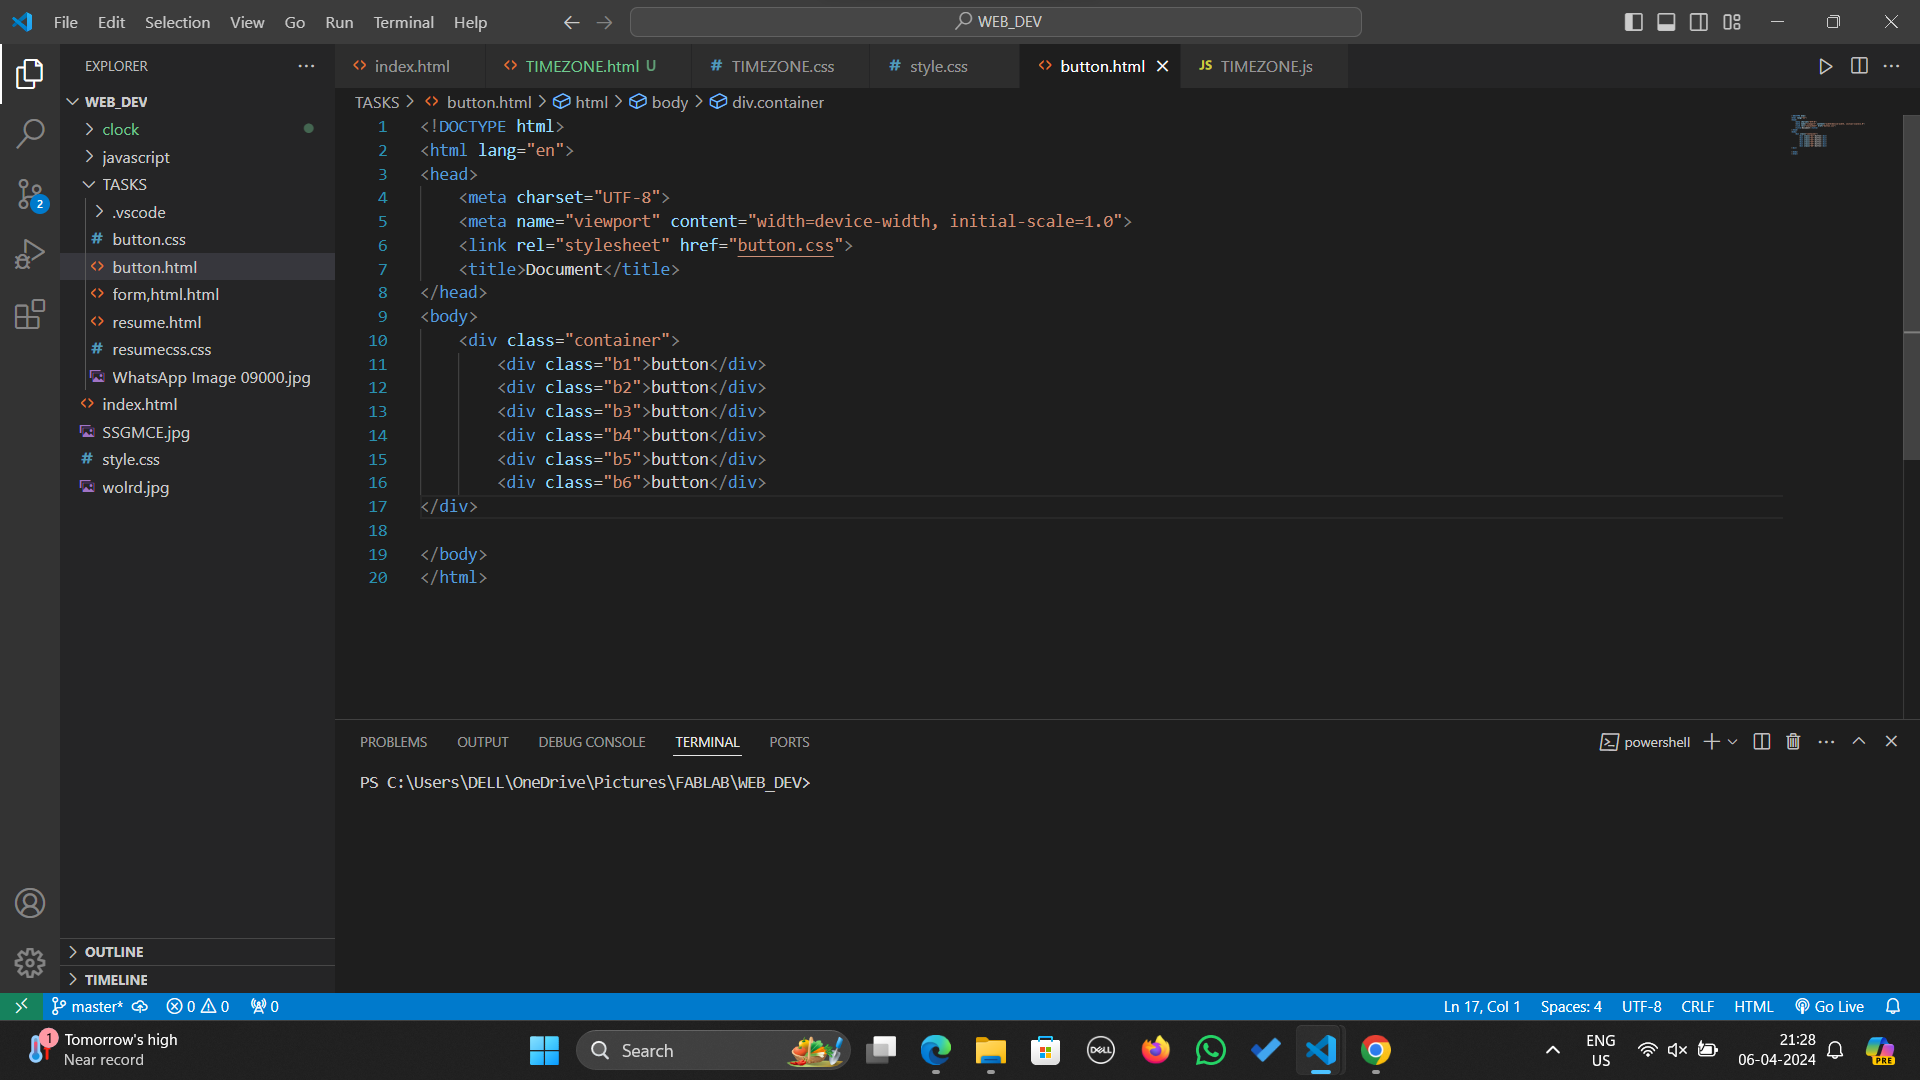 File Edit Selection View Go Run Terminal Help
WEB_DEV
EXPLORER
WEB_DEV
clock
javascript
TASKS
.vscode
button.css
button.html
form,html.html
resume.html
resumecss.css
WhatsApp Image 09000.jpg
index.html
SSGMCE.jpg
style.css
wolrd.jpg
OUTLINE
TIMELINE
2
index.html TIMEZONE.html U TIMEZONE.css style.css button.html JS TIMEZONE.js
TASKS > button.html > html > body > div.container
1 <!DOCTYPE html>
2 <html lang="en">
3 <head>
4     <meta charset="UTF-8">
5     <meta name="viewport" content="width=device-width, initial-scale=1.0">
6     <link rel="stylesheet" href="button.css">
7     <title>Document</title>
8 </head>
9 <body>
10     <div class="container">
11         <div class="b1">button</div>
12         <div class="b2">button</div>
13         <div class="b3">button</div>
14         <div class="b4">button</div>
15         <div class="b5">button</div>
16         <div class="b6">button</div>
17 </div>
18
19 </body>
20 </html>
PROBLEMS OUTPUT DEBUG CONSOLE TERMINAL PORTS
powershell
PS C:\Users\DELL\OneDrive\Pictures\FABLAB\WEB_DEV>
master* 0 0 0
Ln 17, Col 1 Spaces: 4 UTF-8 CRLF HTML Go Live
1
Tomorrow's high
Near record
Search
DELL
ENG
US
21:28
06-04-2024
PRE